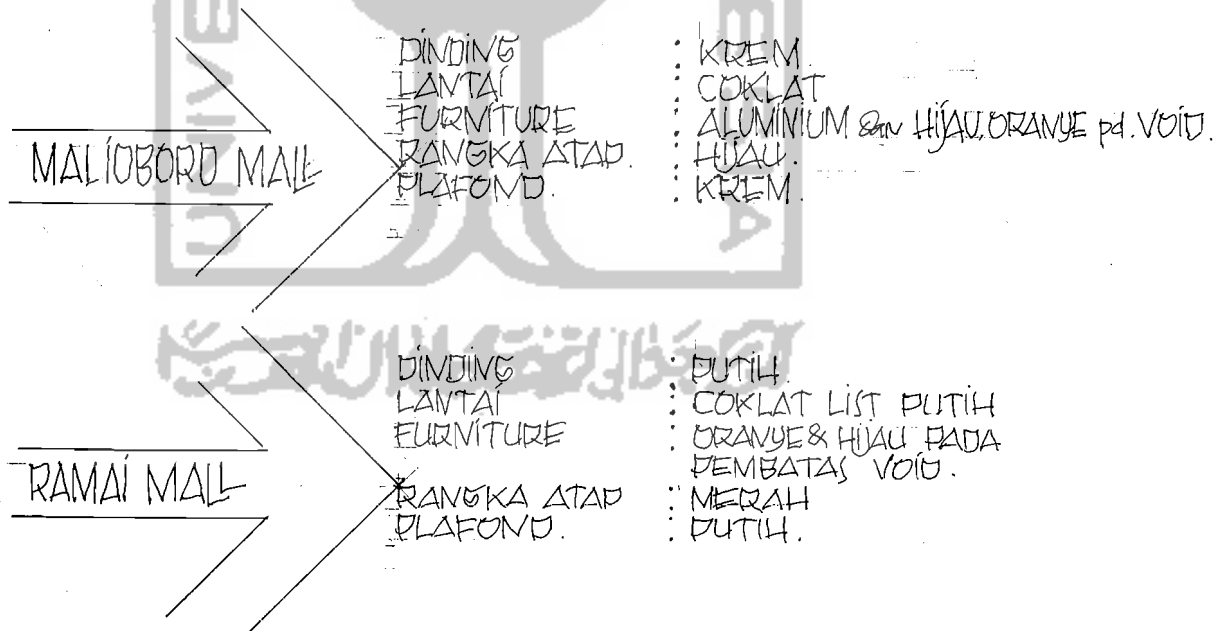 MALIOBORO MALL
DINDING : KREM.
LANTAI : COKLAT
FURNITURE : ALUMINIUM dan HIJAU, ORANYE pd. VOID.
RANGKA ATAP. : HIJAU.
PLAFOND. : KREM.
RAMAI MALL
DINDING : PUTIH.
LANTAI : COKLAT LIST PUTIH
FURNITURE : ORANYE & HIJAU PADA
PEMBATAS VOID.
RANGKA ATAP : MERAH
PLAFOND. : PUTIH.